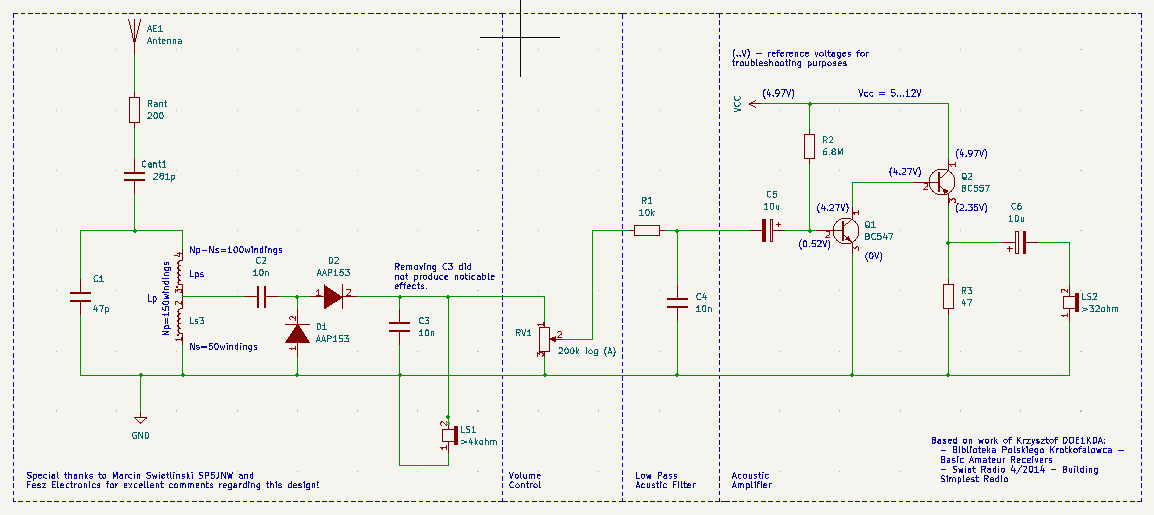 AE1
Antenna
Rant
200
Cant1
281p
Np-Ns=100windings
4
Lps
3
Lp
Np=150windings
2
Ls3
1
Ns=50windings
C1
47p
GND
C2
10n
D2
AAP153
1
2
2
D1
AAP153
1
Removing C3 did
not produce noticable
effects.
C3
10n
2
LS1
>4kohm
1
RV1
1
2
3
200k log (A)
R1
10k
C4
10n
(..V) - reference voltages for
troubleshooting purposes
VCC
(4.97V)
Vcc = 5...12V
R2
6.8M
C5
10u
+
(4.27V)
1
2
Q1
BC547
(0.52V)
3
(0V)
(4.97V)
1
(4.27V)
2
Q2
BC557
3
(2.35V)
C6
10u
+
R3
47
2
LS2
>32ohm
1
Special thanks to Marcin Swietlinski SP5JNW and
Fesz Electronics for excellent comments regarding this design!
Volume
Control
Low Pass
Acustic Filter
Acoustic
Amplifier
Based on work of Krzysztof DOE1KDA:
- Biblioteka Polskiego Krotkofalowca -
Basic Amateur Receivers
- Swiat Radio 4/2014 - Building
Simplest Radio